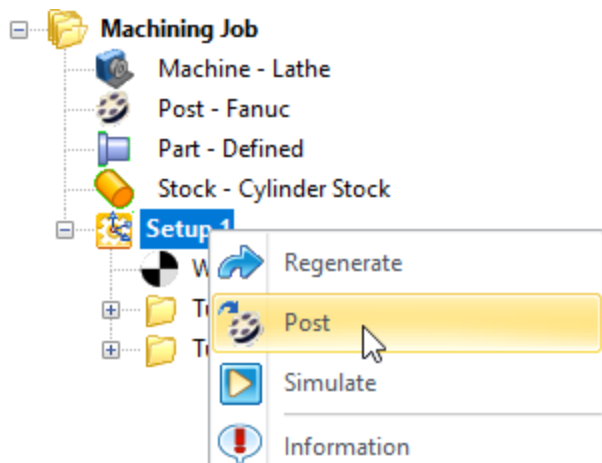 Machining Job
Machine - Lathe
Post - Fanuc
Part - Defined
Stock - Cylinder Stock
Setup 1
Regenerate
Post
Simulate
Information